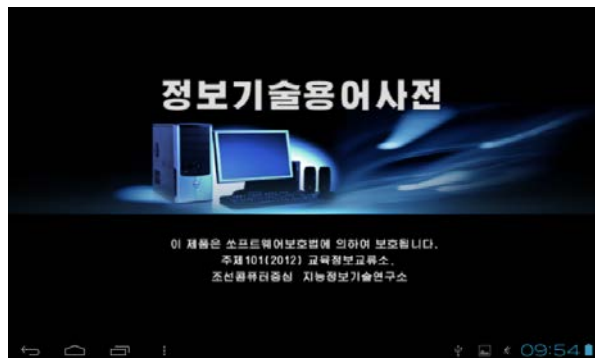 정보기술용어사전
이 제품은 쏘프트웨어보호법에 의하여 보호됩니다.
주체101(2012) 교육정보교류소.
조선콤퓨터중심 지능정보기술연구소
09:54